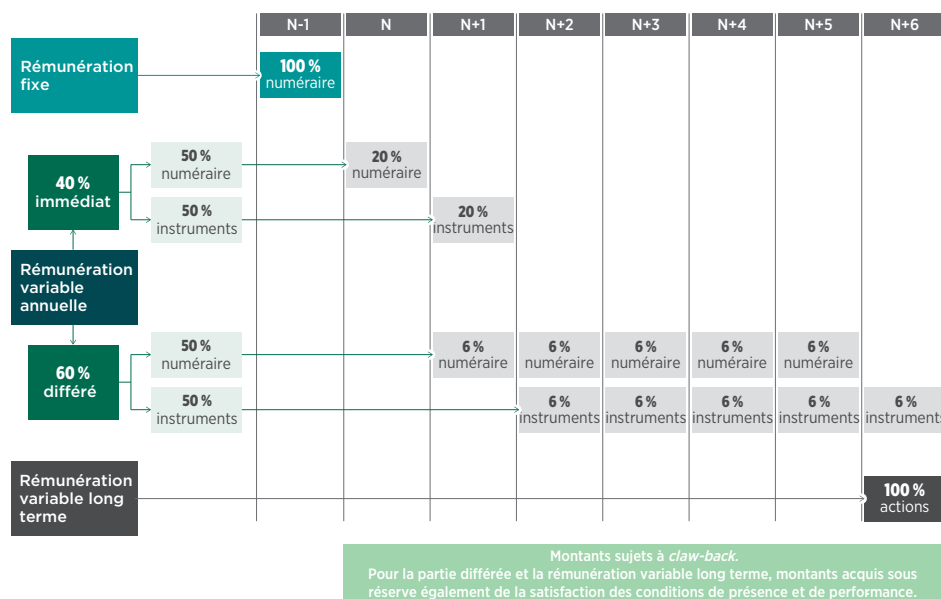 N-1 N N+1 N+2 N+3 N+4 N+5 N+6
Rémunération
fixe
100 %
numéraire
40 %
immédiat
50 %
numéraire
20 %
numéraire
50 %
instruments
20 %
instruments
Rémunération
variable
annuelle
60 %
différé
50 %
numéraire
6 % 6 % 6 % 6 % 6 %
numéraire numéraire numéraire numéraire numéraire
50 %
instruments
6 % 6 % 6 % 6 % 6 %
instruments instruments instruments instruments instruments
Rémunération
variable long
terme
100 %
actions
Montants sujets à claw-back.
Pour la partie différée et la rémunération variable long terme, montants acquis sous
réserve également de la satisfaction des conditions de présence et de performance.